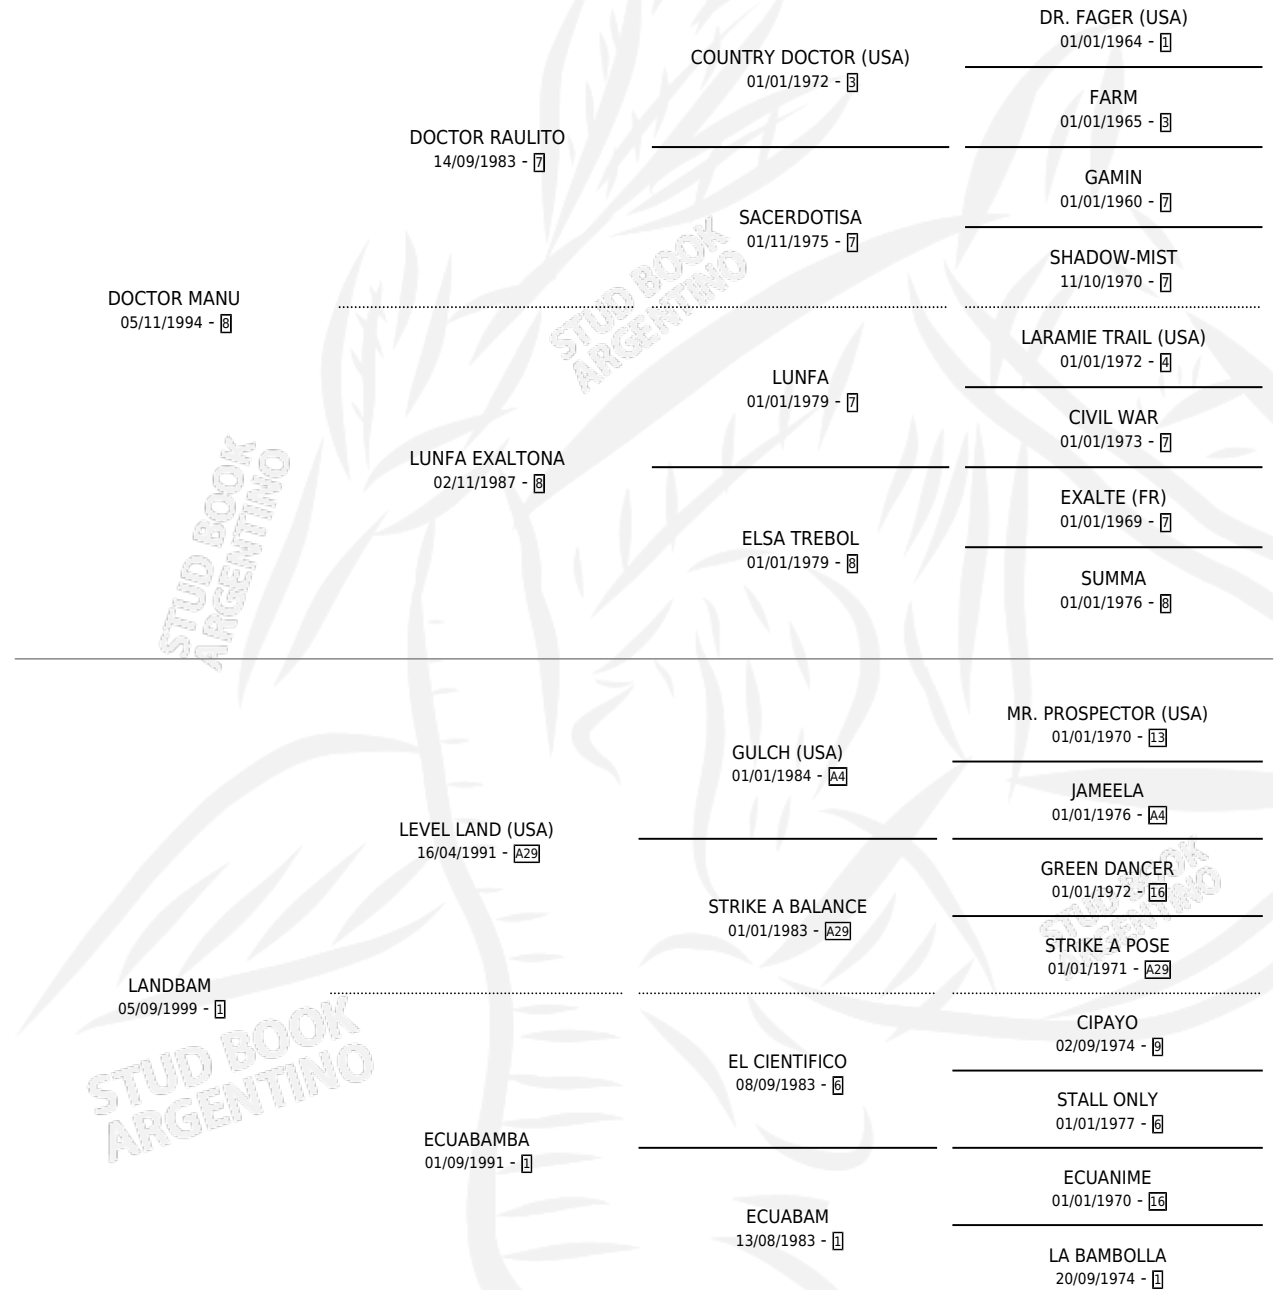 DR. FAGER (USA)
01/01/1964 - 1
COUNTRY DOCTOR (USA)
01/01/1972 - 3
FARM
01/01/1965 - 3
DOCTOR RAULITO
14/09/1983 - 7
GAMIN
01/01/1960 - 7
SACERDOTISA
01/11/1975 - 7
SHADOW-MIST
11/10/1970 - 7
DOCTOR MANU
05/11/1994 - 8
LARAMIE TRAIL (USA)
01/01/1972 - 4
LUNFA
01/01/1979 - 7
CIVIL WAR
01/01/1973 - 7
LUNFA EXALTONA
02/11/1987 - 8
EXALTE (FR)
01/01/1969 - 7
ELSA TREBOL
01/01/1979 - 8
SUMMA
01/01/1976 - 8
STUD BOOK
ARGENTINO
STUD BOOK
ARGENTINO
MR. PROSPECTOR (USA)
01/01/1970 - 13
GULCH (USA)
01/01/1984 - A4
JAMEELA
01/01/1976 - A4
LEVEL LAND (USA)
16/04/1991 - A29
GREEN DANCER
01/01/1972 - 16
STRIKE A BALANCE
01/01/1983 - A29
STRIKE A POSE
01/01/1971 - A29
LANDBAM
05/09/1999 - 1
CIPAYO
02/09/1974 - 9
EL CIENTIFICO
08/09/1983 - 6
STALL ONLY
01/01/1977 - 6
ECUABAMBA
01/09/1991 - 1
ECUANIME
01/01/1970 - 16
ECUABAM
13/08/1983 - 1
LA BAMBOLLA
20/09/1974 - 1
STUD BOOK
ARGENTINO
STUD BOOK
ARGENTINO